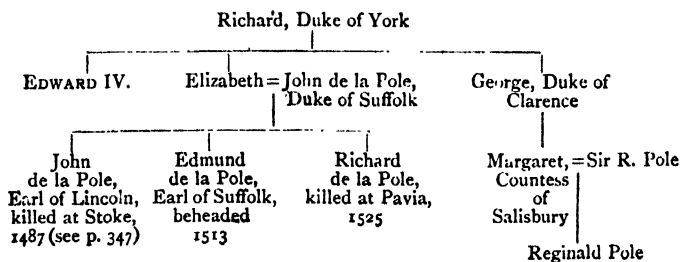 Richard, Duke of York
EDWARD IV.
Elizabeth = John de la Pole,
Duke of Suffolk
George, Duke of
Clarence
John
de la Pole,
Earl of Lincoln,
killed at Stoke,
1487 (see p. 347)
Edmund
de la Pole,
Earl of Suffolk,
beheaded
1513
Richard
de la Pole,
killed at Pavia,
1525
Margaret, = Sir R. Pole
Countess
of
Salisbury
Reginald Pole